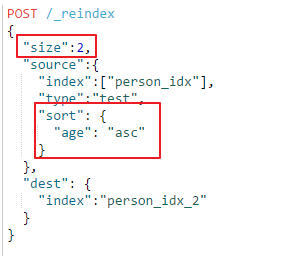 POST /_reindex
{
  "size":2,
  "source":{
    "index":["person_idx"],
    "type":"test",
    "sort": {
      "age": "asc"
    }
  },
  "dest": {
    "index":"person_idx_2"
  }
}